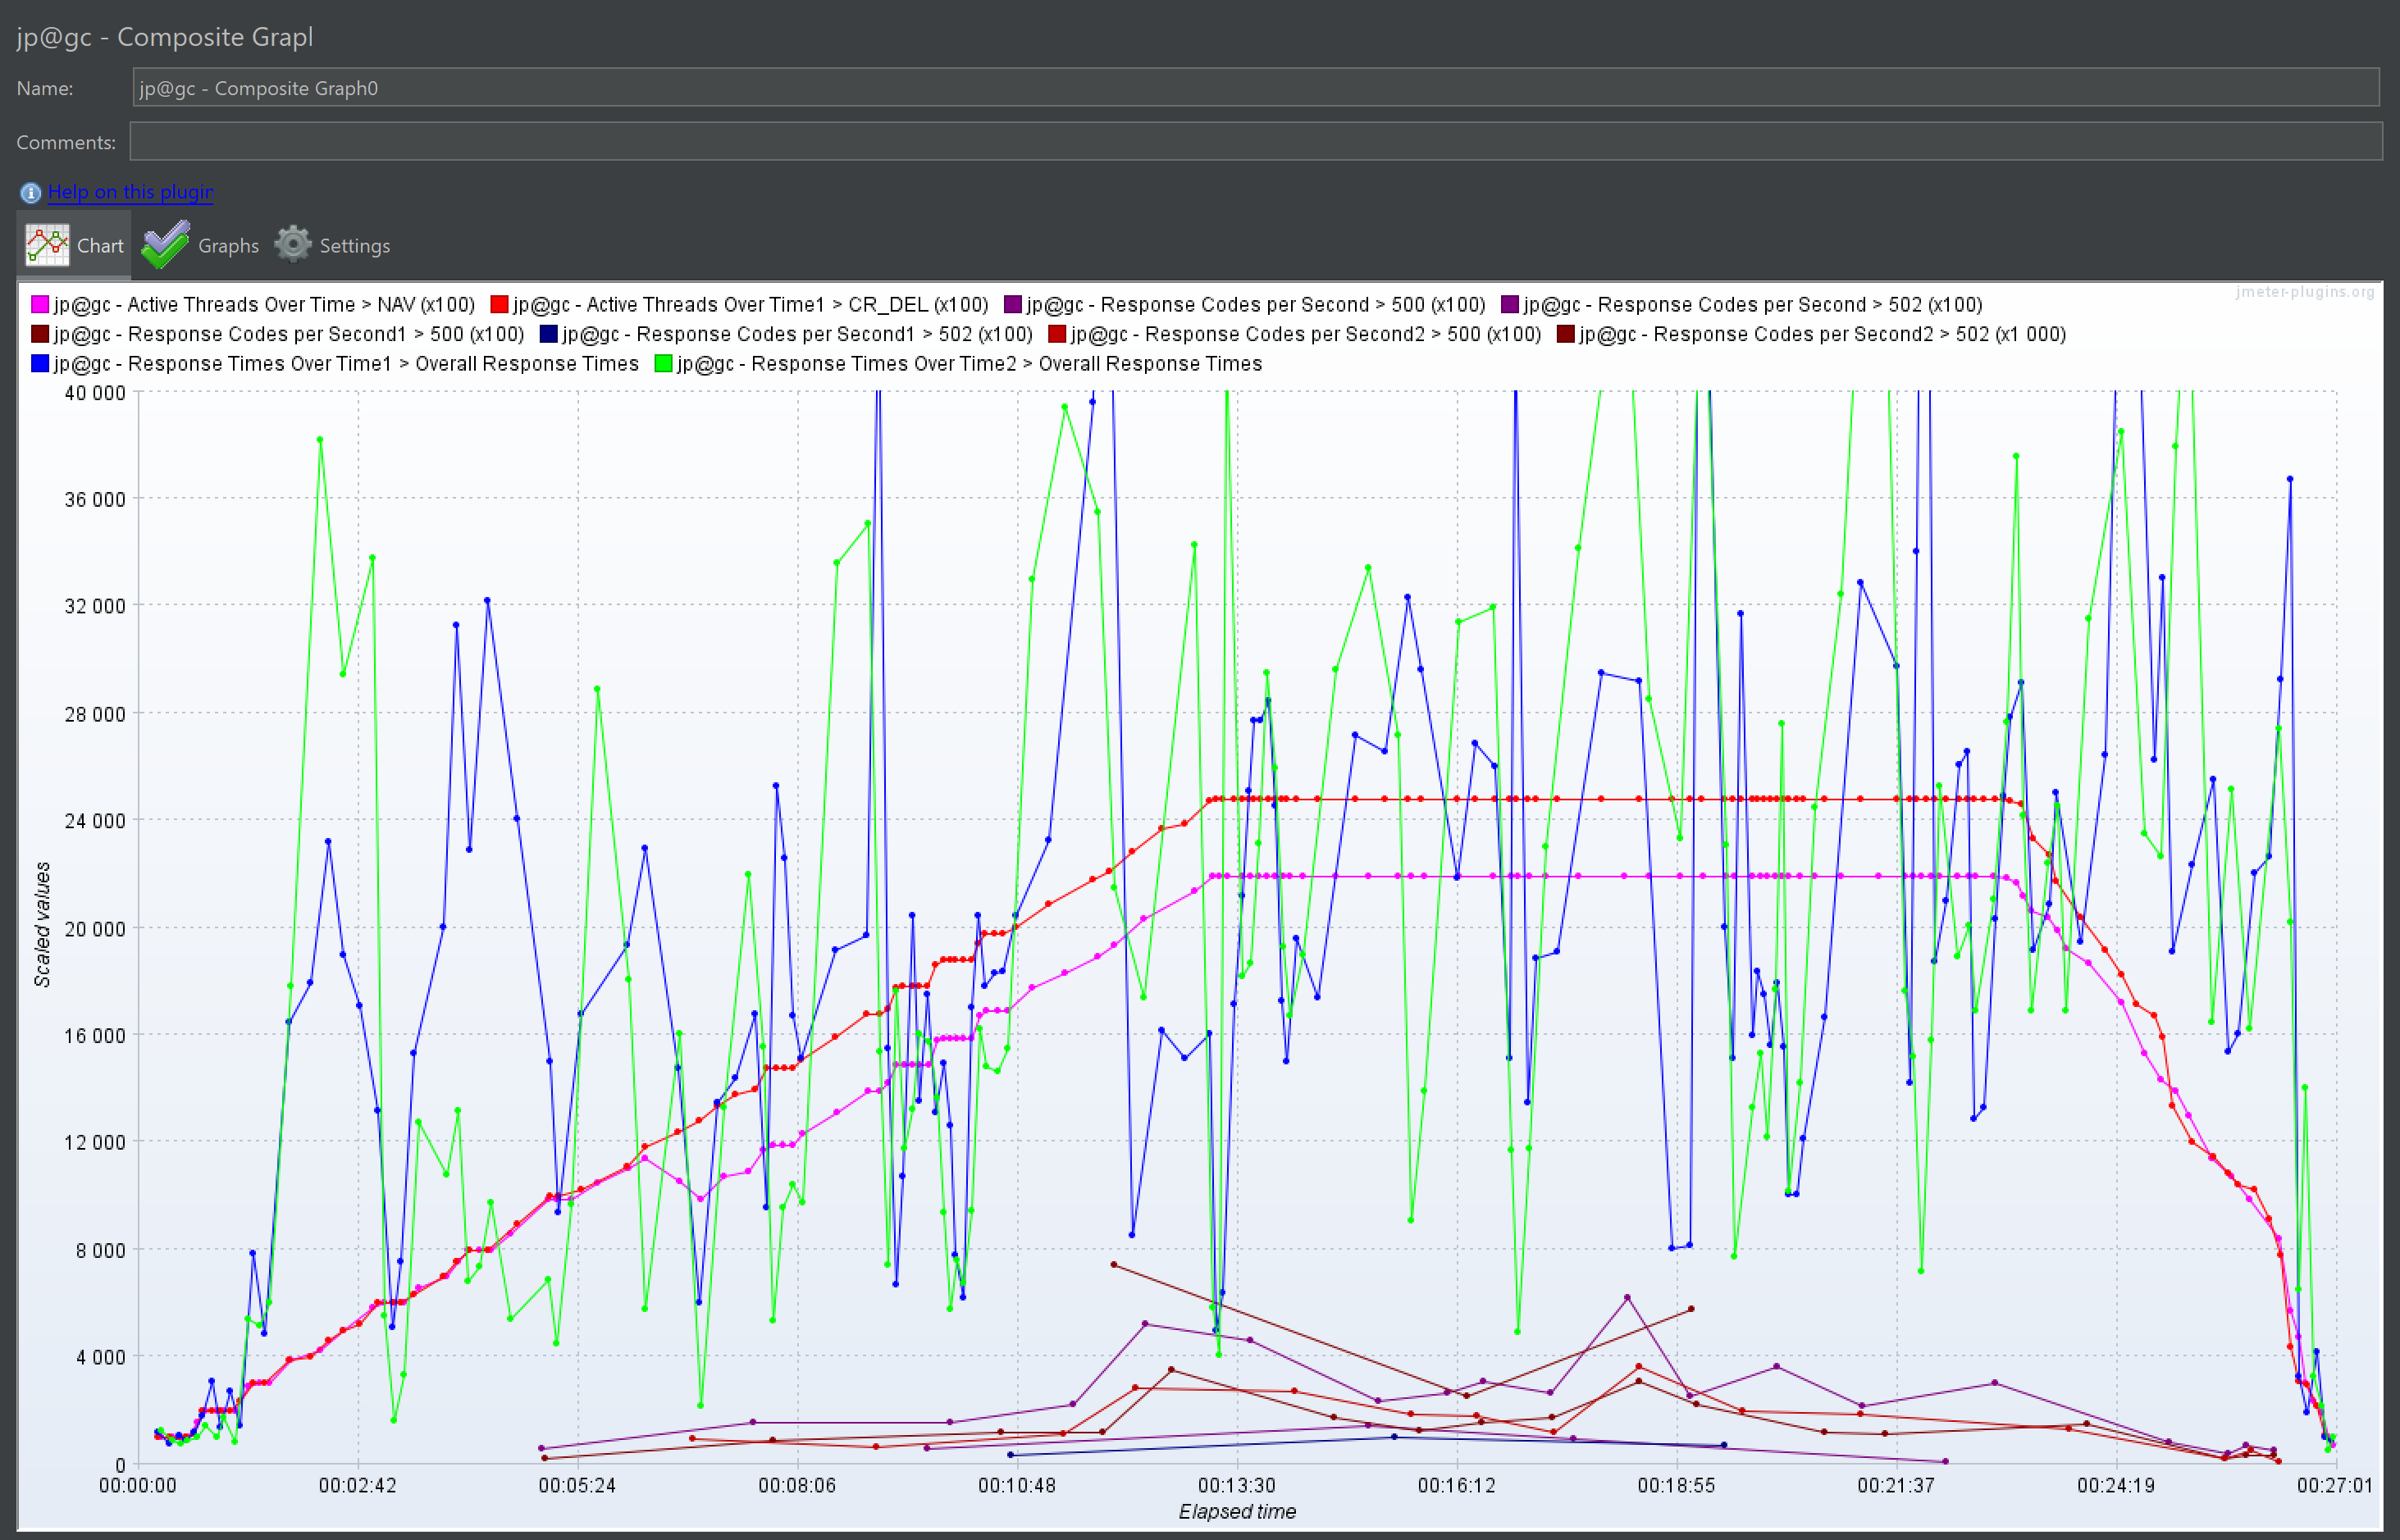 jp@gc - Composite Grapl
Name: jp@gc - Composite Graph0
Comments:
Help on this plugin
Chart Graphs Settings
jmeter-plugins.org
jp@gc - Active Threads Over Time > NAV (x100) jp@gc - Active Threads Over Time1 > CR_DEL (x100) jp@gc - Response Codes per Second > 500 (x100) jp@gc - Response Codes per Second > 502 (x100)
jp@gc - Response Codes per Second1 > 500 (x100) jp@gc - Response Codes per Second1 > 502 (x100) jp@gc - Response Codes per Second2 > 500 (x100) jp@gc - Response Codes per Second2 > 502 (x1 000)
jp@gc - Response Times Over Time1 > Overall Response Times jp@gc - Response Times Over Time2 > Overall Response Times
40 000
36 000
32 000
28 000
24 000
20 000
16 000
12 000
8 000
4 000
0
Scaled values
00:00:00 00:02:42 00:05:24 00:08:06 00:10:48 00:13:30 00:16:12 00:18:55 00:21:37 00:24:19 00:27:01
Elapsed time